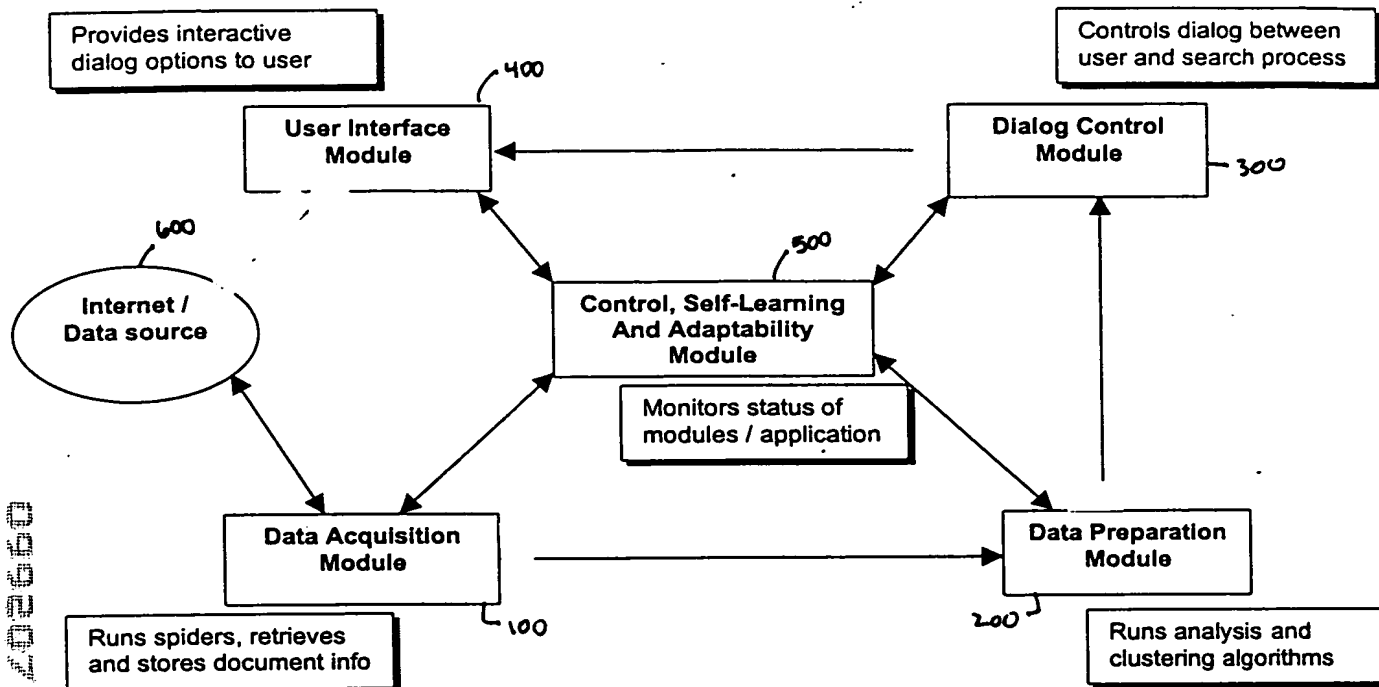 Provides interactive
dialog options to user
Controls dialog between
user and search process
400
User Interface
Module
Dialog Control
Module
300
600
500
Internet /
Data source
Control, Self-Learning
And Adaptability
Module
Monitors status of
modules / application
Data Acquisition
Module
Data Preparation
Module
100
200
Runs spiders, retrieves
and stores document info
Runs analysis and
clustering algorithms